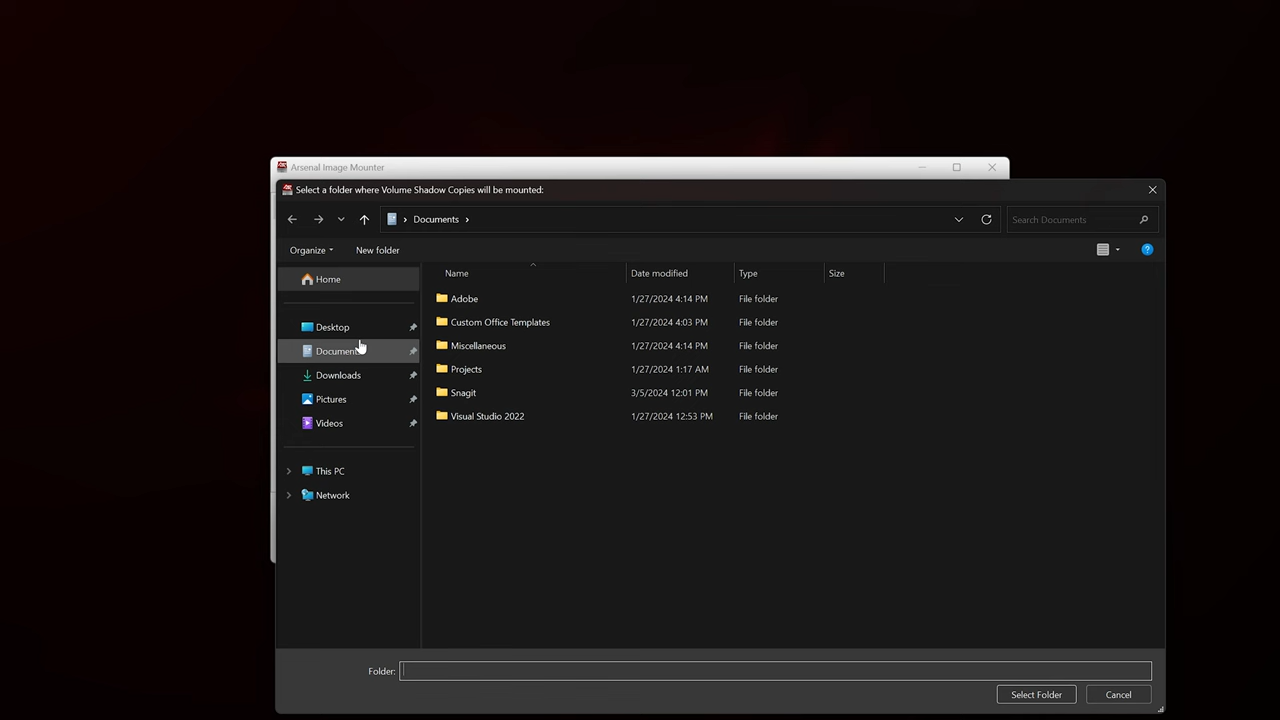 Arsenal Image Mounter
Select a folder where Volume Shadow Copies will be mounted:
Documents
Search Documents
Organize
New folder
Name
Date modified
Type
Size
Home
Desktop
Documents
Downloads
Pictures
Videos
This PC
Network
Adobe 1/27/2024 4:14 PM File folder
Custom Office Templates 1/27/2024 4:03 PM File folder
Miscellaneous 1/27/2024 4:14 PM File folder
Projects 1/27/2024 1:17 AM File folder
Snagit 3/5/2024 12:01 PM File folder
Visual Studio 2022 1/27/2024 12:53 PM File folder
Folder:
Select Folder
Cancel